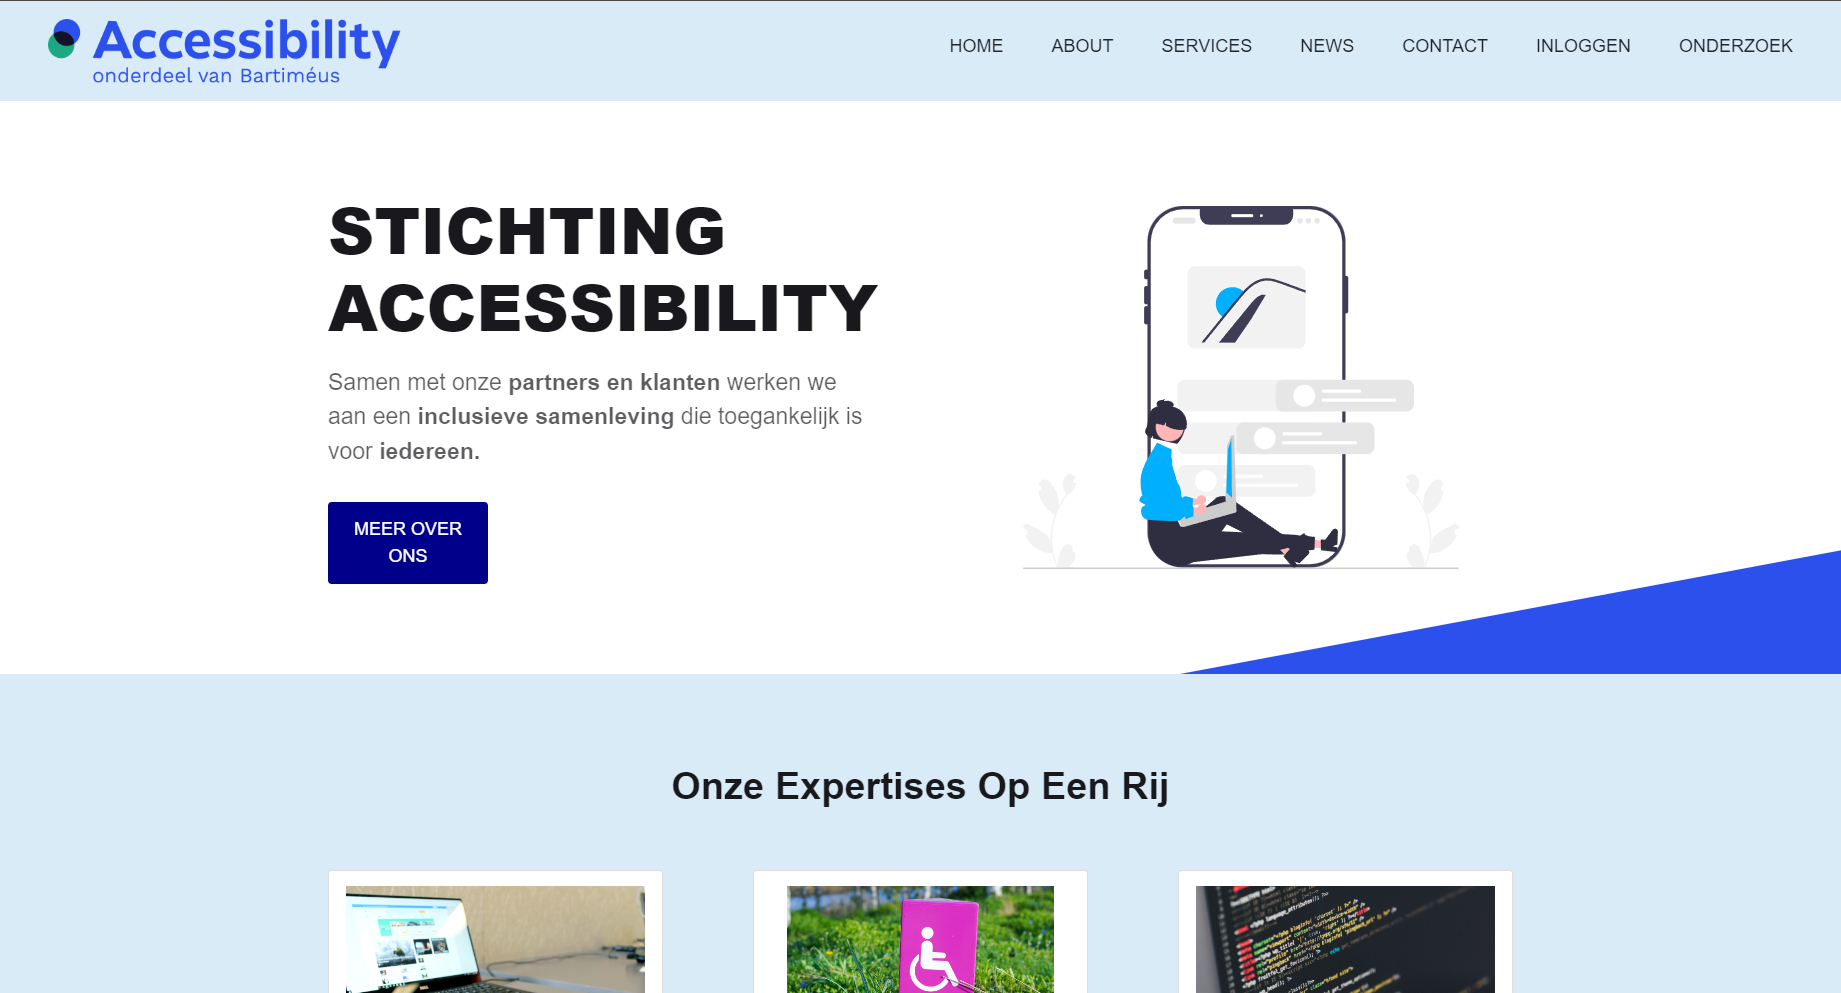 Accessibility
onderdeel van Bartiméus
HOME ABOUT SERVICES NEWS CONTACT INLOGGEN ONDERZOEK
STICHTING
ACCESSIBILITY
Samen met onze partners en klanten werken we
aan een inclusieve samenleving die toegankelijk is
voor iedereen.
MEER OVER
ONS
Onze Expertises Op Een Rij